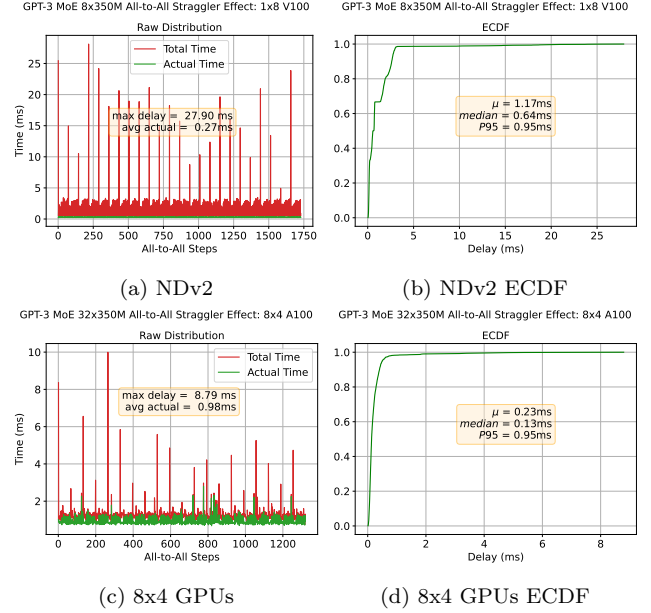 GPT-3 MoE 8x350M All-to-All Straggler Effect: 1x8 V100
Raw Distribution
Total Time
Actual Time
max delay = 27.90 ms
avg actual = 0.27ms
Time (ms)
25
20
15
10
5
0
0 250 500 750 1000 1250 1500 1750
All-to-All Steps
(a) NDv2
GPT-3 MoE 8x350M All-to-All Straggler Effect: 1x8 V100
ECDF
μ = 1.17ms
median = 0.64ms
P95 = 0.95ms
1.0
0.8
0.6
0.4
0.2
0.0
0 5 10 15 20 25
Delay (ms)
(b) NDv2 ECDF
GPT-3 MoE 32x350M All-to-All Straggler Effect: 8x4 A100
Raw Distribution
Total Time
Actual Time
max delay = 8.79 ms
avg actual = 0.98ms
Time (ms)
10
8
6
4
2
0 200 400 600 800 1000 1200
All-to-All Steps
(c) 8x4 GPUs
GPT-3 MoE 32x350M All-to-All Straggler Effect: 8x4 A100
ECDF
μ = 0.23ms
median = 0.13ms
P95 = 0.95ms
1.0
0.8
0.6
0.4
0.2
0.0
0 2 4 6 8
Delay (ms)
(d) 8x4 GPUs ECDF